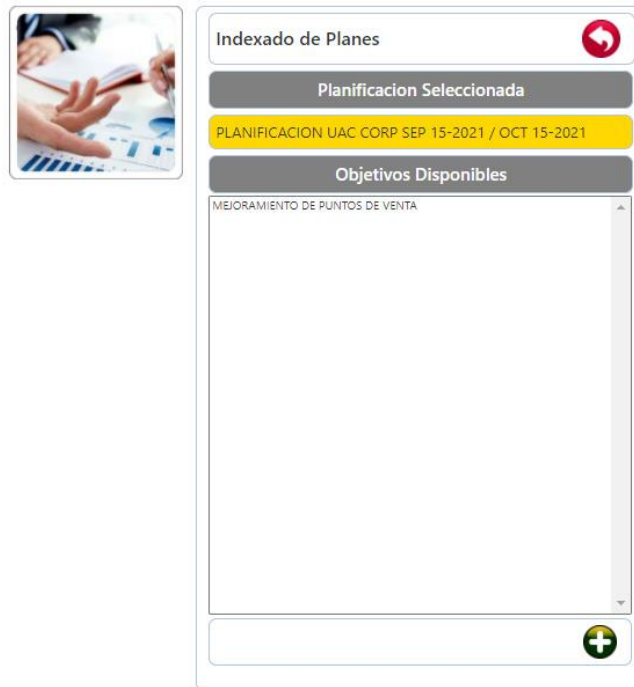 Indexado de Planes
Planificacion Seleccionada
PLANIFICACION UAC CORP SEP 15-2021 / OCT 15-2021
Objetivos Disponibles
MEJORAMIENTO DE PUNTOS DE VENTA